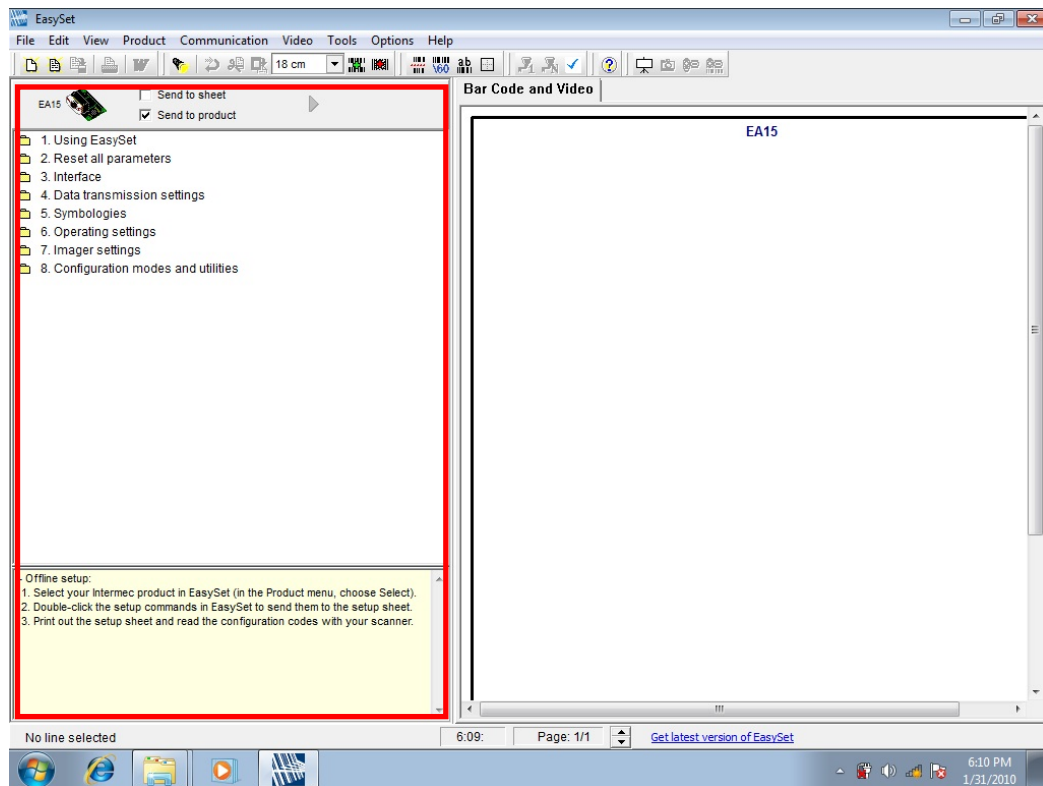 EasySet
File Edit View Product Communication Video Tools Options Help
18 cm
EA15
Send to sheet
Send to product
1. Using EasySet
2. Reset all parameters
3. Interface
4. Data transmission settings
5. Symbologies
6. Operating settings
7. Imager settings
8. Configuration modes and utilities
- Offline setup:
1. Select your Intermec product in EasySet (in the Product menu, choose Select).
2. Double-click the setup commands in EasySet to send them to the setup sheet.
3. Print out the setup sheet and read the configuration codes with your scanner.
Bar Code and Video
EA15
No line selected
6:09:
Page: 1/1
Get latest version of EasySet
6:10 PM
1/31/2010